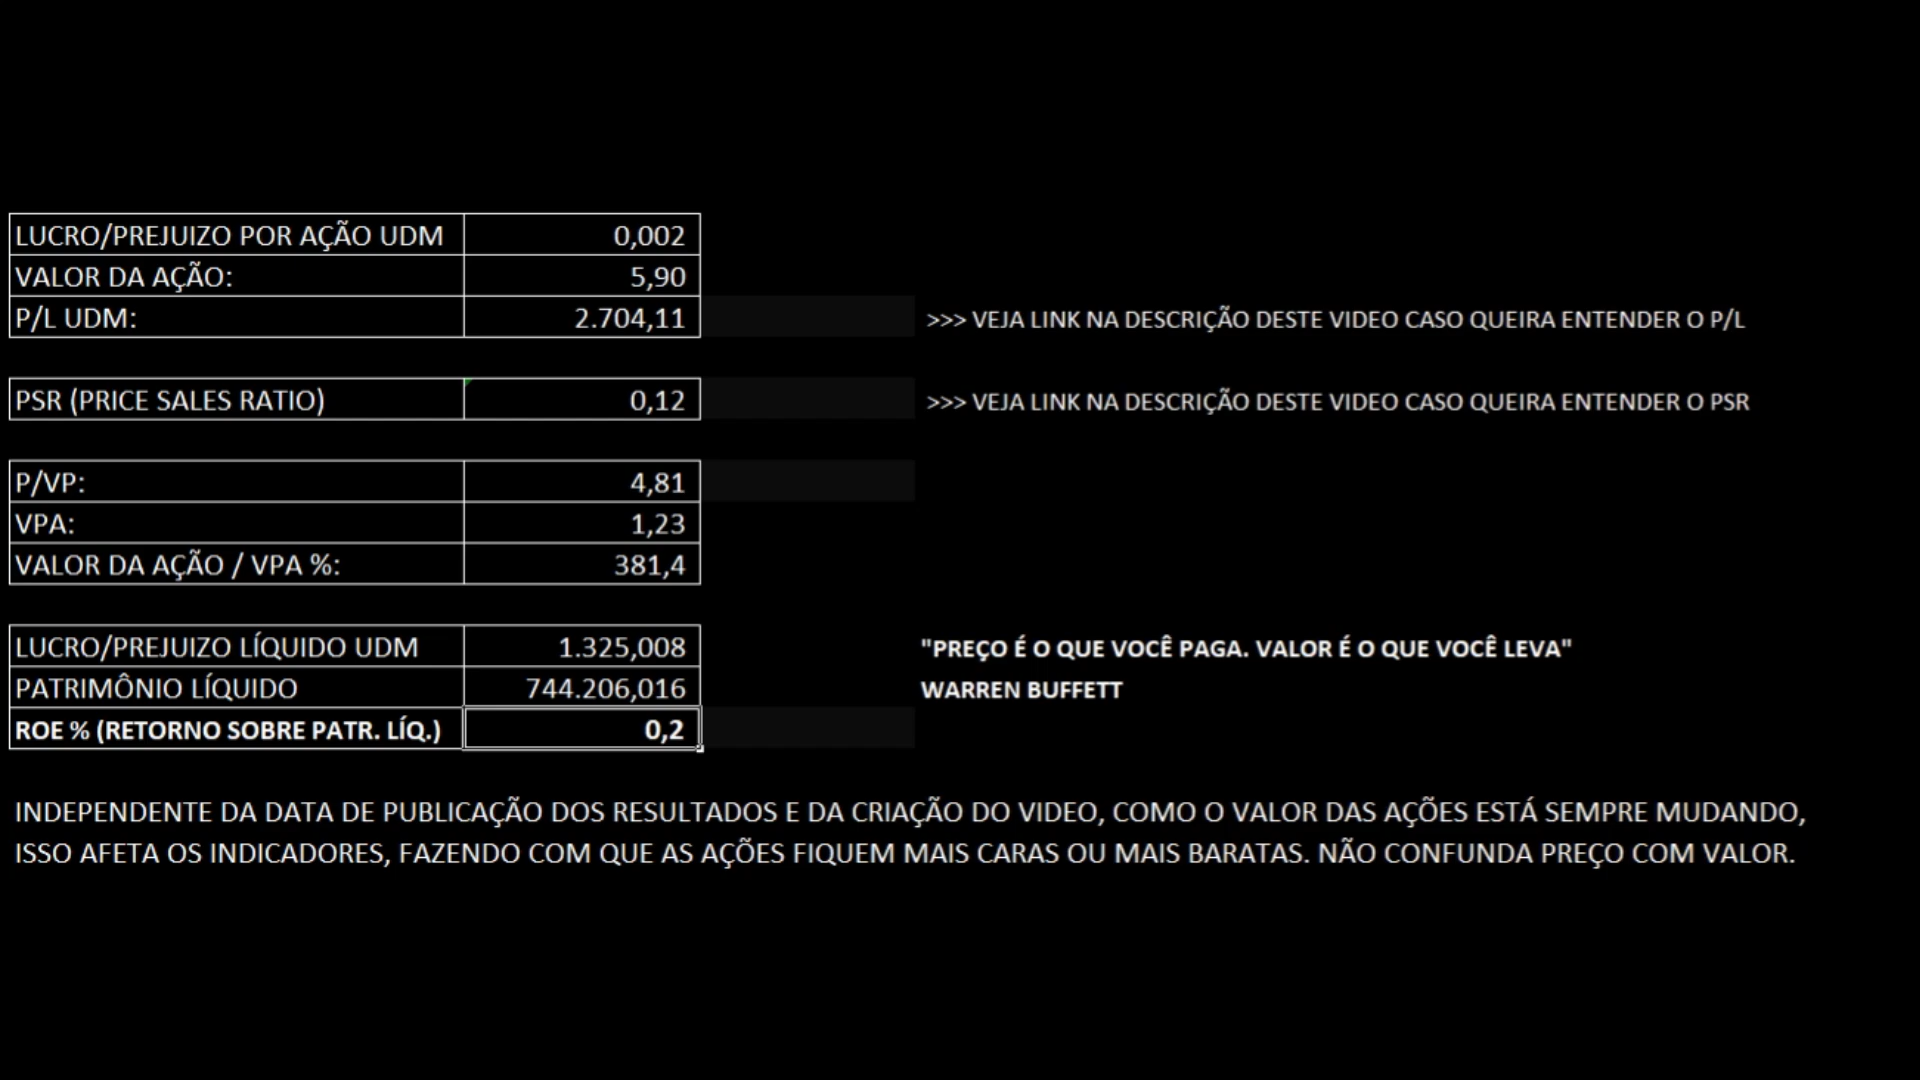 LUCRO/PREJUIZO POR AÇÃO UDM 0,002
VALOR DA AÇÃO: 5,90
P/L UDM: 2.704,11 >>> VEJA LINK NA DESCRIÇÃO DESTE VIDEO CASO QUEIRA ENTENDER O P/L
PSR (PRICE SALES RATIO) 0,12 >>> VEJA LINK NA DESCRIÇÃO DESTE VIDEO CASO QUEIRA ENTENDER O PSR
P/VP: 4,81
VPA: 1,23
VALOR DA AÇÃO / VPA %: 381,4
LUCRO/PREJUIZO LÍQUIDO UDM 1.325,008 "PREÇO É O QUE VOCÊ PAGA. VALOR É O QUE VOCÊ LEVA"
PATRIMÔNIO LÍQUIDO 744.206,016 WARREN BUFFETT
ROE % (RETORNO SOBRE PATR. LÍQ.) 0,2
INDEPENDENTE DA DATA DE PUBLICAÇÃO DOS RESULTADOS E DA CRIAÇÃO DO VIDEO, COMO O VALOR DAS AÇÕES ESTÁ SEMPRE MUDANDO,
ISSO AFETA OS INDICADORES, FAZENDO COM QUE AS AÇÕES FIQUEM MAIS CARAS OU MAIS BARATAS. NÃO CONFUNDA PREÇO COM VALOR.